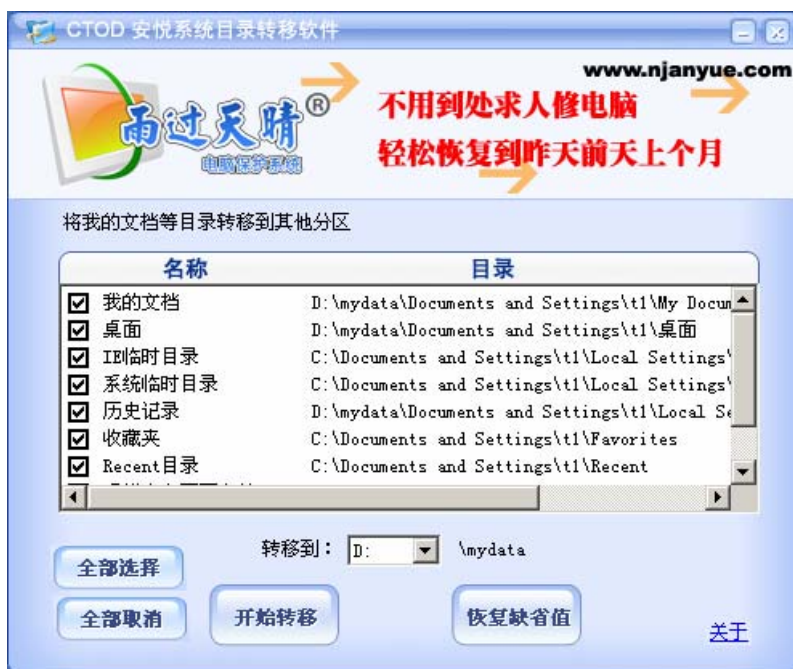 CTOD 安悦系统目录转移软件
www.njanyue.com
雨过天晴®
电脑保护系统
不用到处求人修电脑
轻松恢复到昨天前天上个月
将我的文档等目录转移到其他分区
名称 目录
我的文档 D:\mydata\Documents and Settings\t1\My Docum
桌面 D:\mydata\Documents and Settings\t1\桌面
IE临时目录 C:\Documents and Settings\t1\Local Settings\
系统临时目录 C:\Documents and Settings\t1\Local Settings\
历史记录 D:\mydata\Documents and Settings\t1\Local Se
收藏夹 C:\Documents and Settings\t1\Favorites
Recent目录 C:\Documents and Settings\t1\Recent
转移到： D: \mydata
全部选择
全部取消
开始转移
恢复缺省值
关于